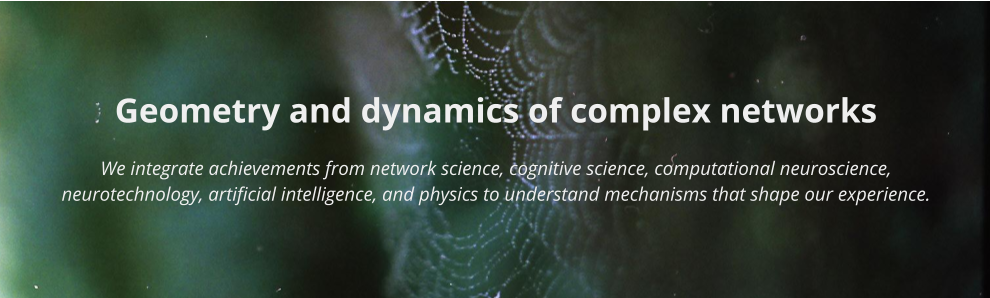 Geometry and dynamics of complex networks
We integrate achievements from network science, cognitive science, computational neuroscience,
neurotechnology, artificial intelligence, and physics to understand mechanisms that shape our experience.